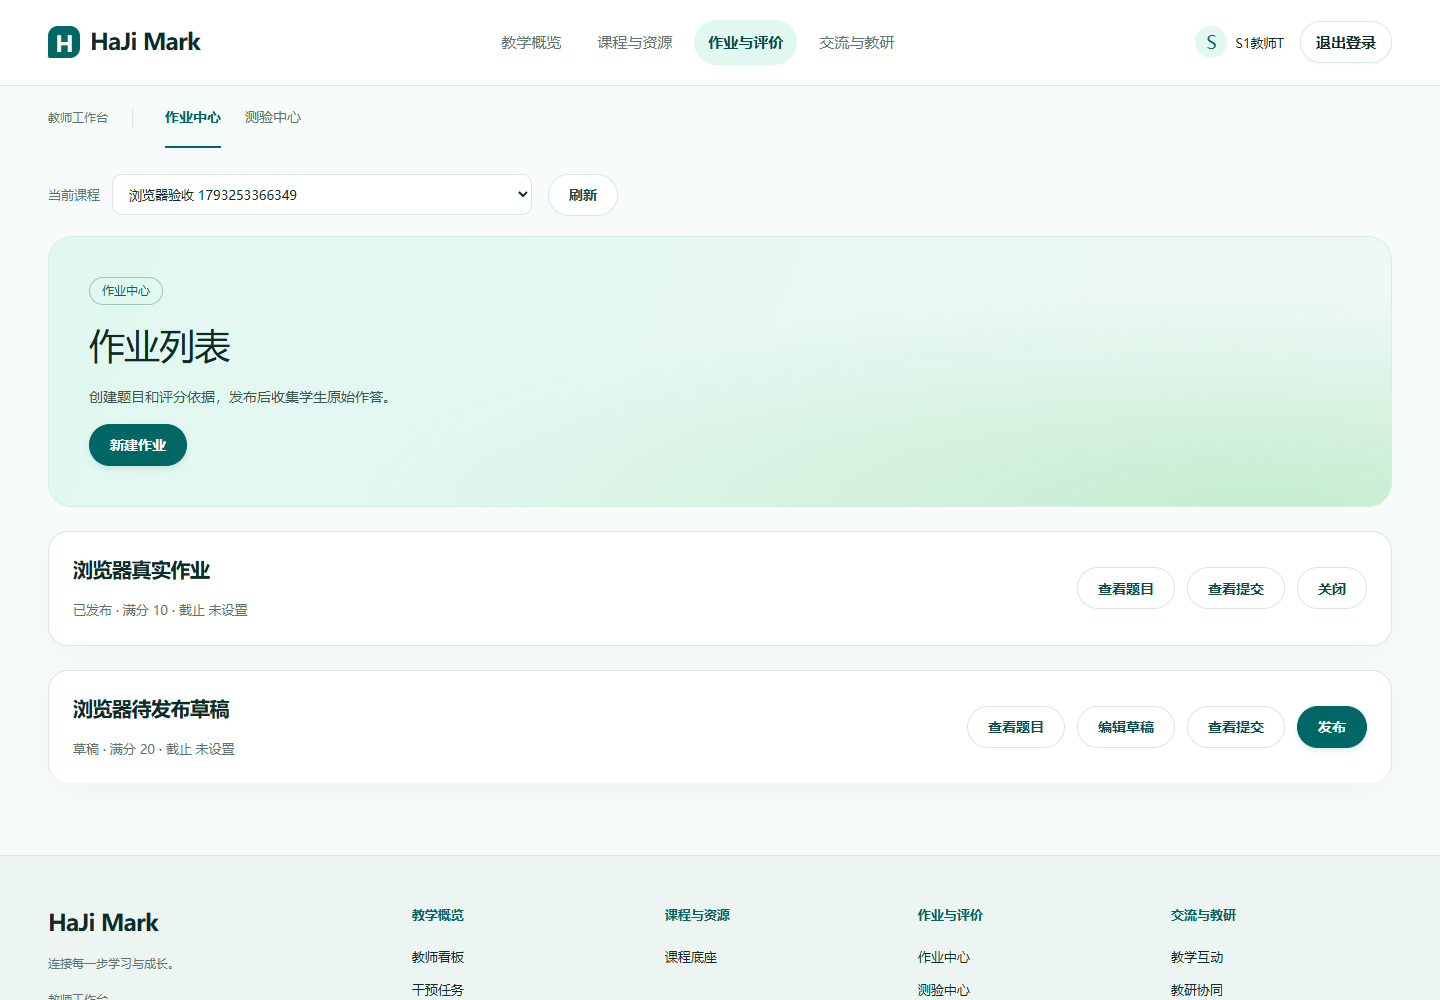 H HaJi Mark
教学概览 课程与资源 作业与评价 交流与教研
S S1教师T 退出登录
教师工作台 作业中心 测验中心
当前课程 浏览器验收 1793253366349 刷新
作业中心
作业列表
创建题目和评分依据，发布后收集学生原始作答。
新建作业
浏览器真实作业
已发布 · 满分 10 · 截止 未设置
查看题目 查看提交 关闭
浏览器待发布草稿
草稿 · 满分 20 · 截止 未设置
查看题目 编辑草稿 查看提交 发布
HaJi Mark
连接每一步学习与成长。
教师工作台
教学概览
教师看板
干预任务
课程与资源
课程底座
作业与评价
作业中心
测验中心
交流与教研
教学互动
教研协同